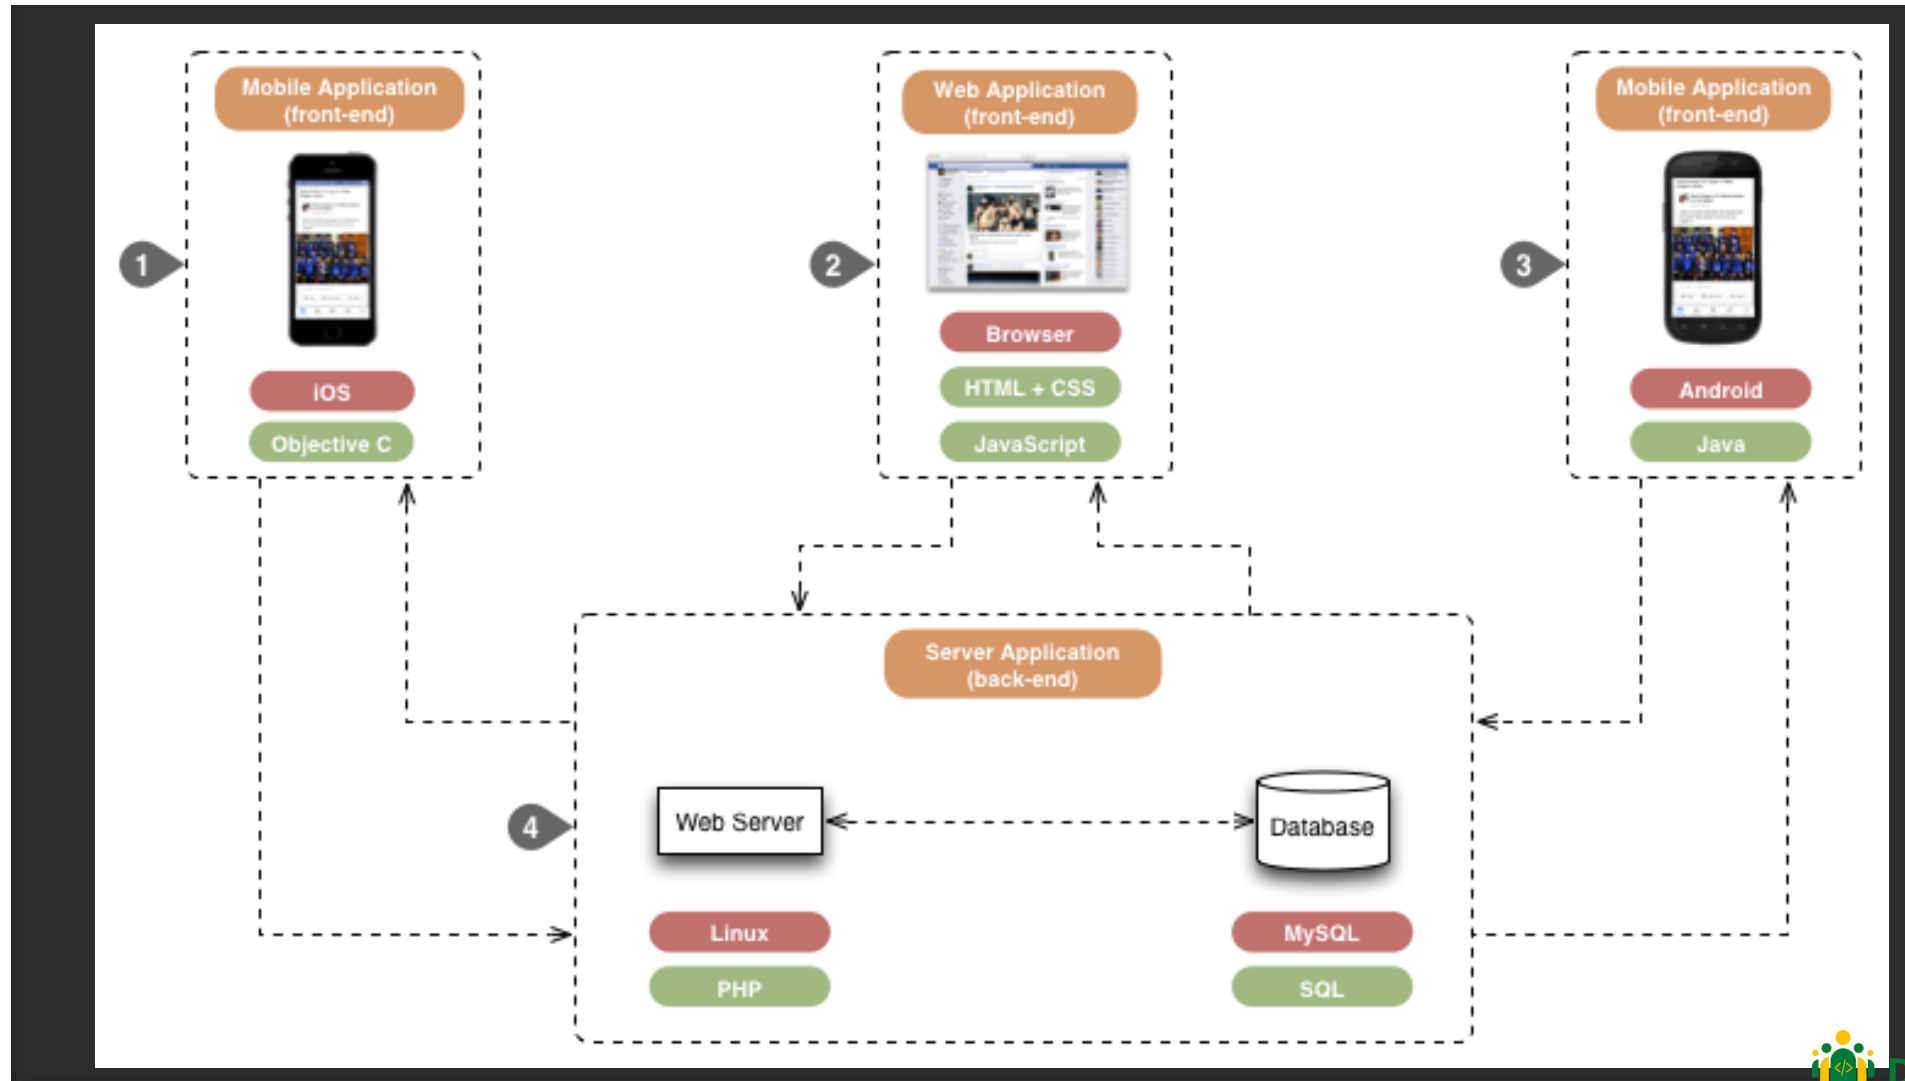 Mobile Application
(front-end)
1
iOS
Objective C
Web Application
(front-end)
2
Browser
HTML + CSS
JavaScript
Mobile Application
(front-end)
3
Android
Java
Server Application
(back-end)
4
Web Server
Database
Linux
PHP
MySQL
SQL